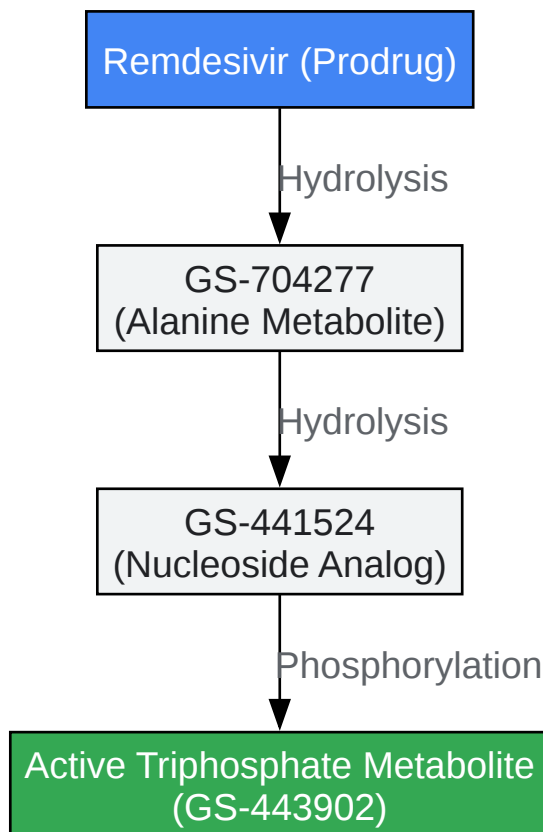 Remdesivir (Prodrug)
Hydrolysis
GS-704277
(Alanine Metabolite)
Hydrolysis
GS-441524
(Nucleoside Analog)
Phosphorylation
Active Triphosphate Metabolite
(GS-443902)